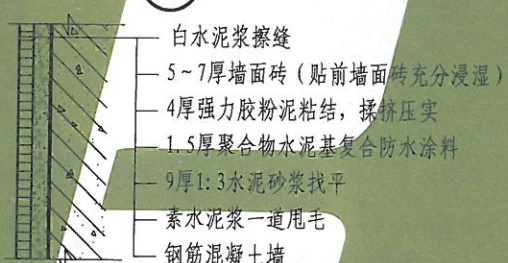 白水泥浆擦缝
5~7厚墙面砖(贴前墙面砖充分浸湿)
4厚强力胶粉泥粘结,揉挤压实
1.5厚聚合物水泥基复合防水涂料
9厚1:3水泥砂浆找平
素水泥浆一道甩毛
钢筋混凝土墙